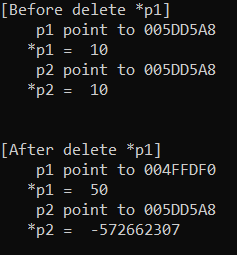 [Before delete *p1]
p1 point to 005DD5A8
*p1 = 10
p2 point to 005DD5A8
*p2 = 10
[After delete *p1]
p1 point to 004FFDF0
*p1 = 50
p2 point to 005DD5A8
*p2 = -572662307